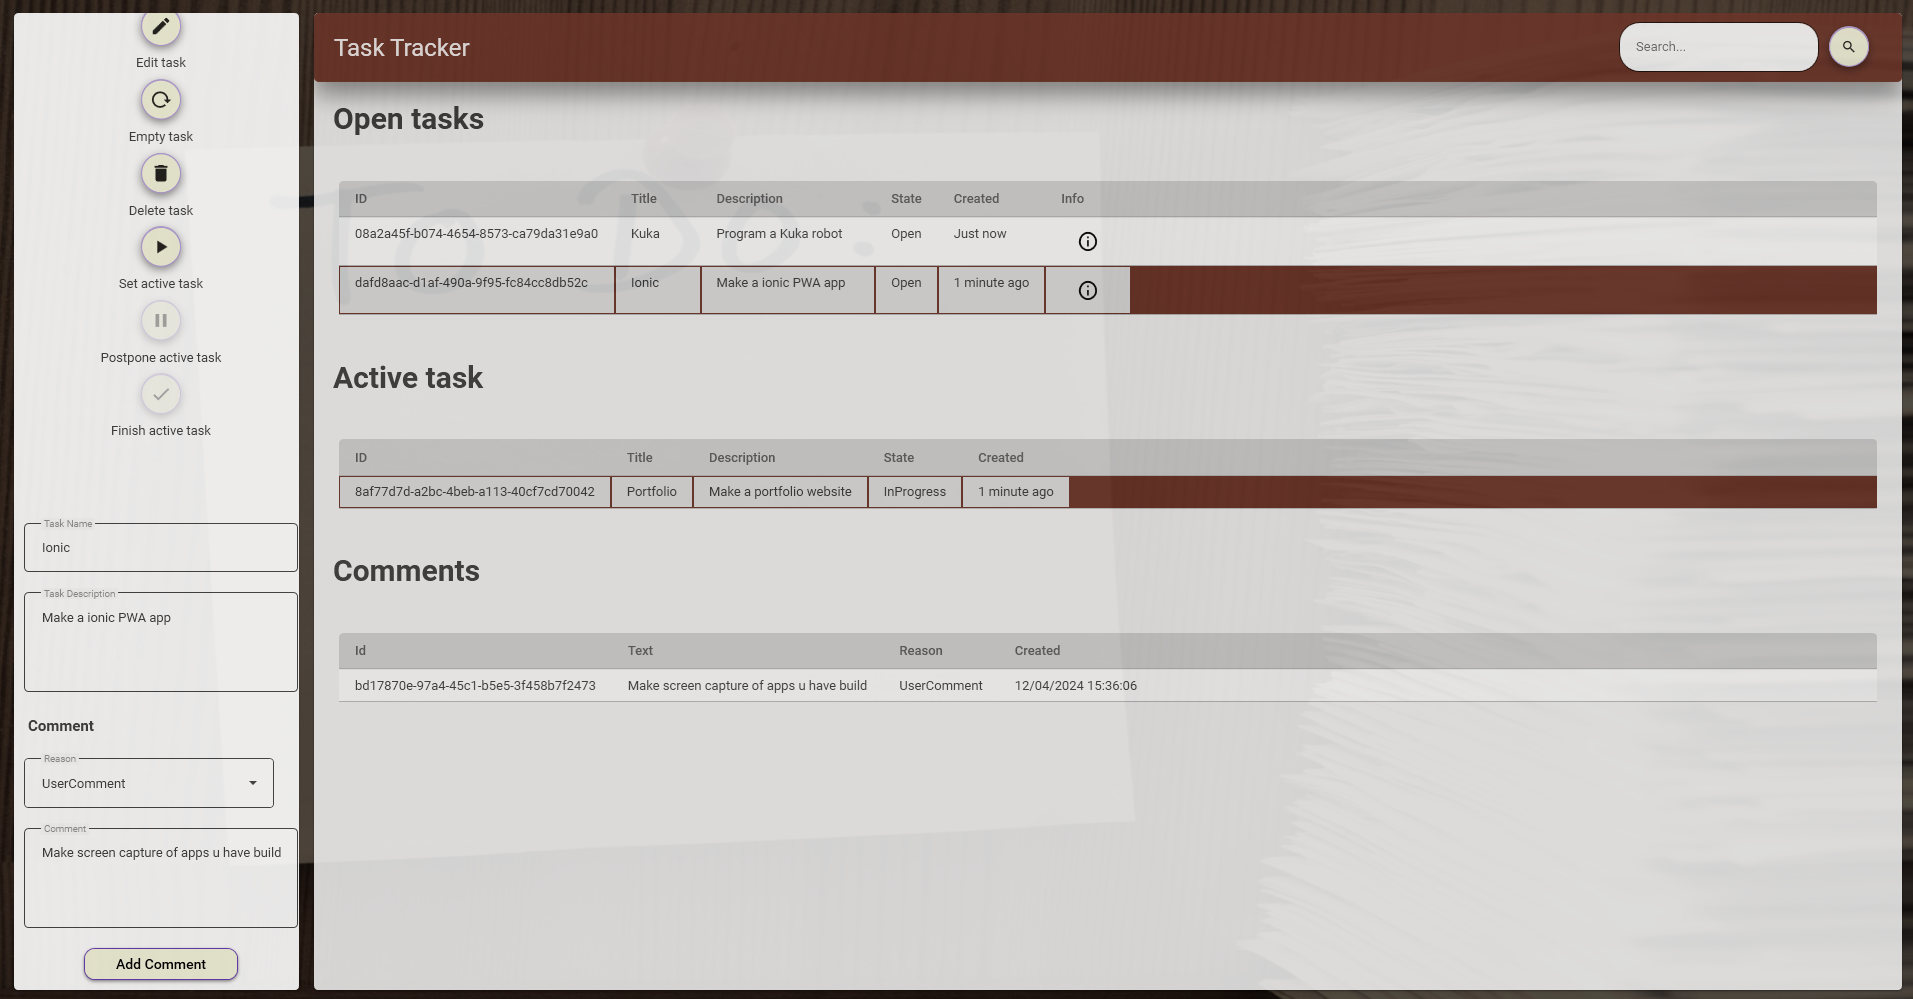 Edit task
Empty task
Delete task
Set active task
Postpone active task
Finish active task
Task Name
Ionic
Task Description
Make a ionic PWA app
Comment
Reason
UserComment
Comment
Make screen capture of apps u have build
Add Comment
Task Tracker
Search...
Open tasks
To Do:
ID Title Description State Created Info
08a2a45f-b074-4654-8573-ca79da31e9a0 Kuka Program a Kuka robot Open Just now
dafd8aac-d1af-490a-9f95-fc84cc8db52c Ionic Make a ionic PWA app Open 1 minute ago
Active task
ID Title Description State Created
8af77d7d-a2bc-4beb-a113-40cf7cd70042 Portfolio Make a portfolio website InProgress 1 minute ago
Comments
Id Text Reason Created
bd17870e-97a4-45c1-b5e5-3f458b7f2473 Make screen capture of apps u have build UserComment 12/04/2024 15:36:06